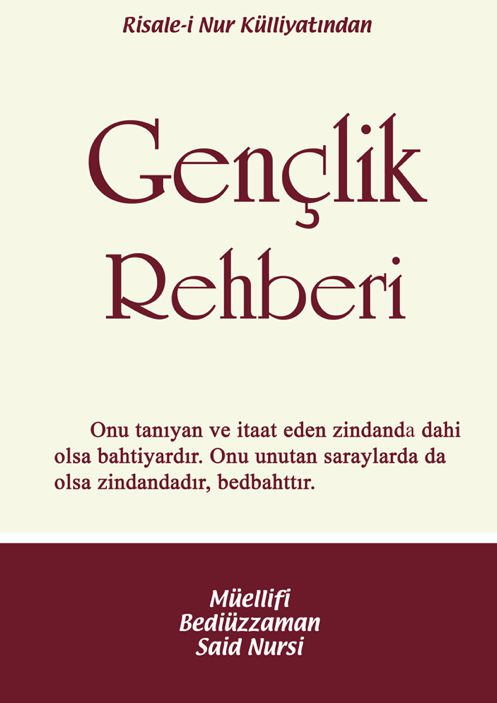 Risale-i Nur Külliyatından
Gençlik
Rehberi
Onu tanıyan ve itaat eden zindanda dahi
olsa bahtiyardır. Onu unutan saraylarda da
olsa zindandadır, bedbahttır.
Müellifi
Bediüzzaman
Said Nursi